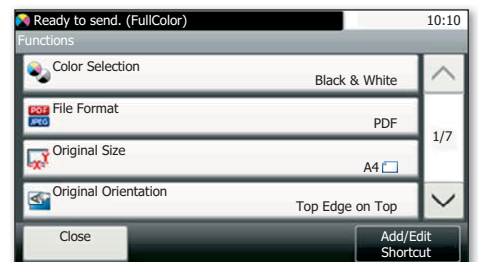 Ready to send. (FullColor) 10:10
Functions
Color Selection
Black & White
PDF
JPEG
File Format
PDF
1/7
X Y
Original Size
A4
Original Orientation
Top Edge on Top
Close
Add/Edit
Shortcut